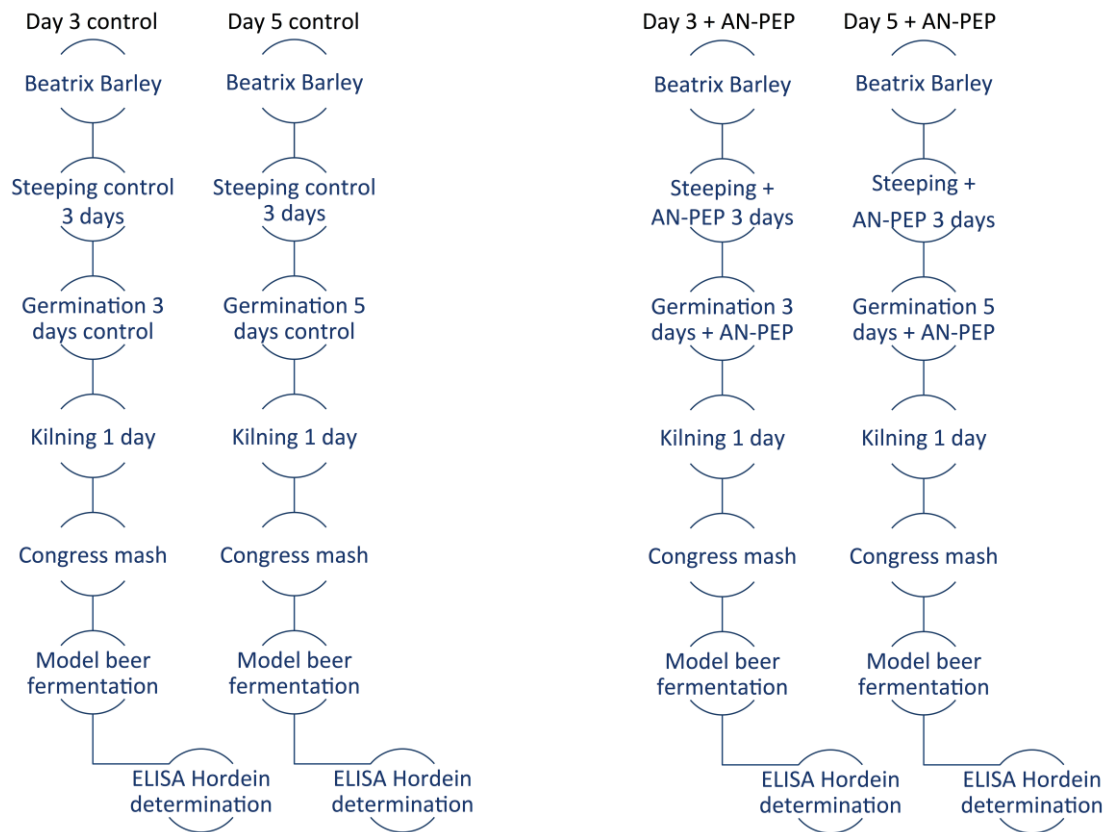 Day 3 control
Beatrix Barley
Steeping control
3 days
Germination 3
days control
Kilning 1 day
Congress mash
Model beer
fermentation
ELISA Hordein
determination
Day 5 control
Beatrix Barley
Steeping control
3 days
Germination 5
days control
Kilning 1 day
Congress mash
Model beer
fermentation
ELISA Hordein
determination
Day 3 + AN-PEP
Beatrix Barley
Steeping +
AN-PEP 3 days
Germination 3
days + AN-PEP
Kilning 1 day
Congress mash
Model beer
fermentation
ELISA Hordein
determination
Day 5 + AN-PEP
Beatrix Barley
Steeping +
AN-PEP 3 days
Germination 5
days + AN-PEP
Kilning 1 day
Congress mash
Model beer
fermentation
ELISA Hordein
determination